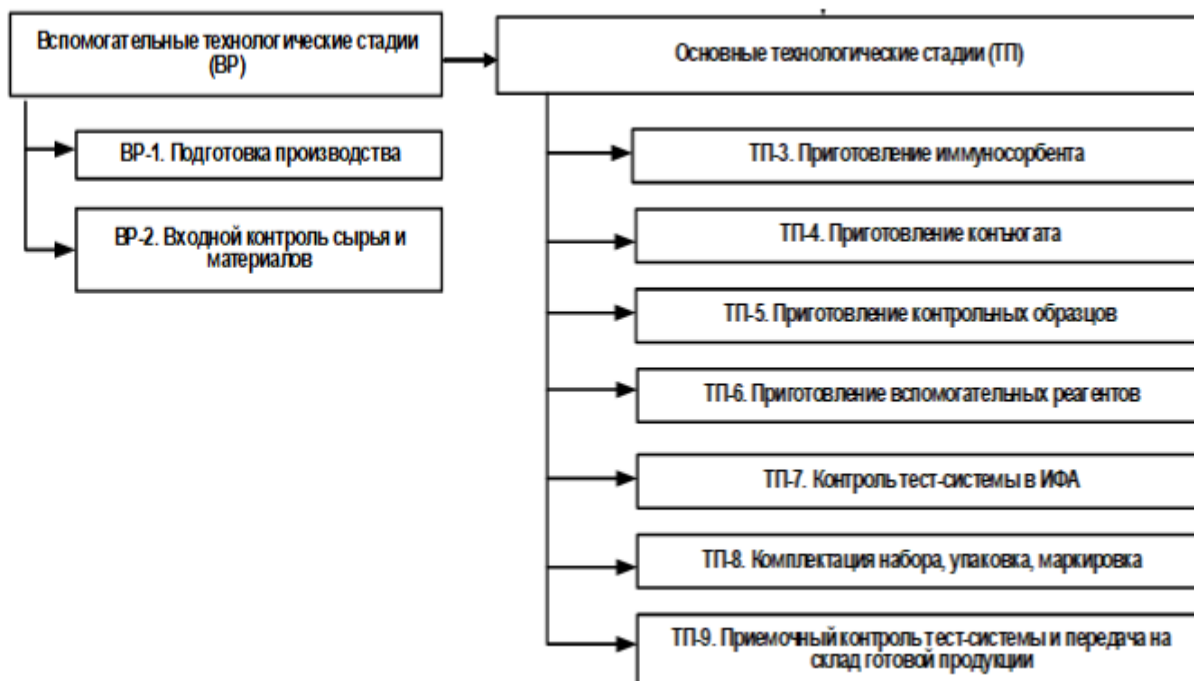 Вспомогательные технологические стадии
(ВР)
Основные технологические стадии (ТП)
ВР-1. Подготовка производства
ВР-2. Входной контроль сырья и
материалов
ТП-3. Приготовление иммуносорбента
ТП-4. Приготовление конъюгата
ТП-5. Приготовление контрольных образцов
ТП-6. Приготовление вспомогательных реагентов
ТП-7. Контроль тест-системы в ИФА
ТП-8. Комплектация набора, упаковка, маркировка
ТП-9. Приемочный контроль тест-системы и передача на
склад готовой продукции